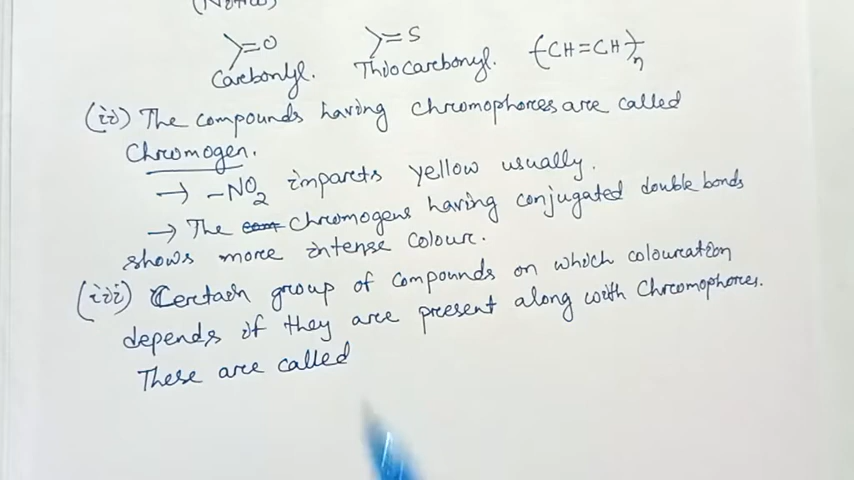 (Nitro)
>=O >=S (CH=CH)n
Carbonyl. Thiocarbonyl.
(ii) The compounds having chromophores are called
Chromogen.
→ -NO2 imparts yellow usually.
→ The Chromogens having conjugated double bonds
shows more intense colour.
(iii) Certain group of compounds on which colouration
depends if they are present along with Chromophores.
These are called